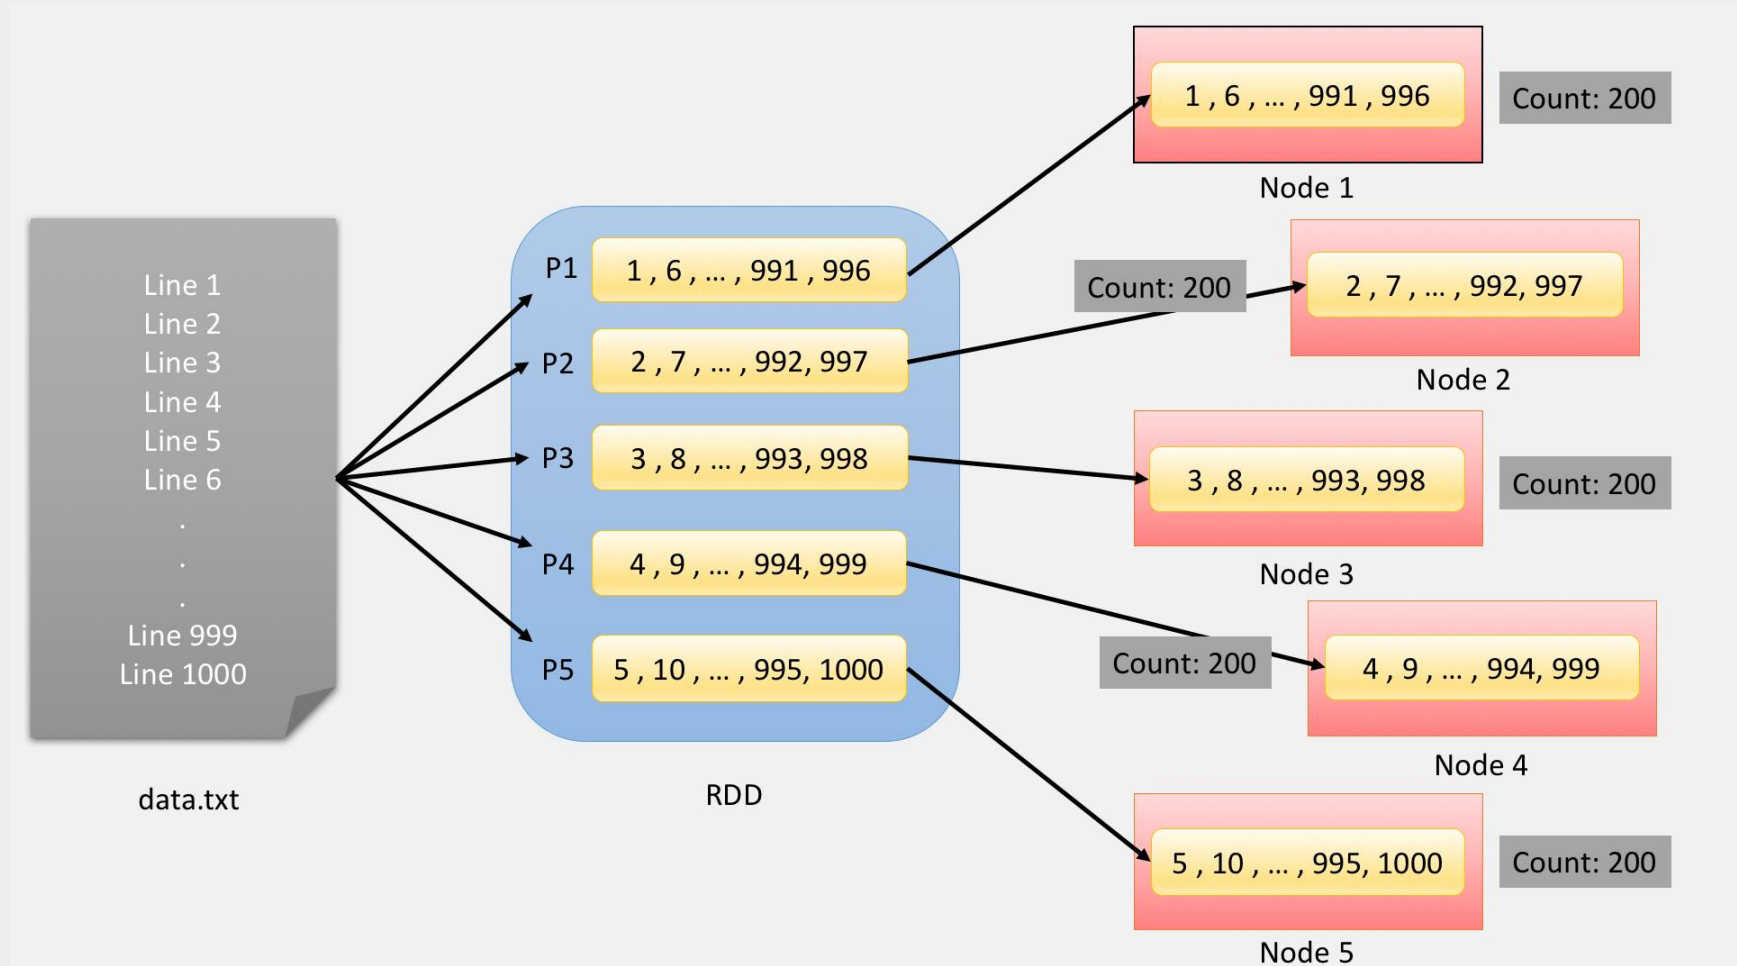 Line 1
Line 2
Line 3
Line 4
Line 5
Line 6
.
.
.
Line 999
Line 1000
data.txt
P1
1 , 6 , ... , 991 , 996
P2
2 , 7 , ... , 992, 997
P3
3 , 8 , ... , 993, 998
P4
4 , 9 , ... , 994, 999
P5
5 , 10 , ... , 995, 1000
RDD
1 , 6 , ... , 991 , 996
Count: 200
Node 1
Count: 200
2 , 7 , ... , 992, 997
Node 2
3 , 8 , ... , 993, 998
Count: 200
Node 3
Count: 200
4 , 9 , ... , 994, 999
Node 4
5 , 10 , ... , 995, 1000
Count: 200
Node 5